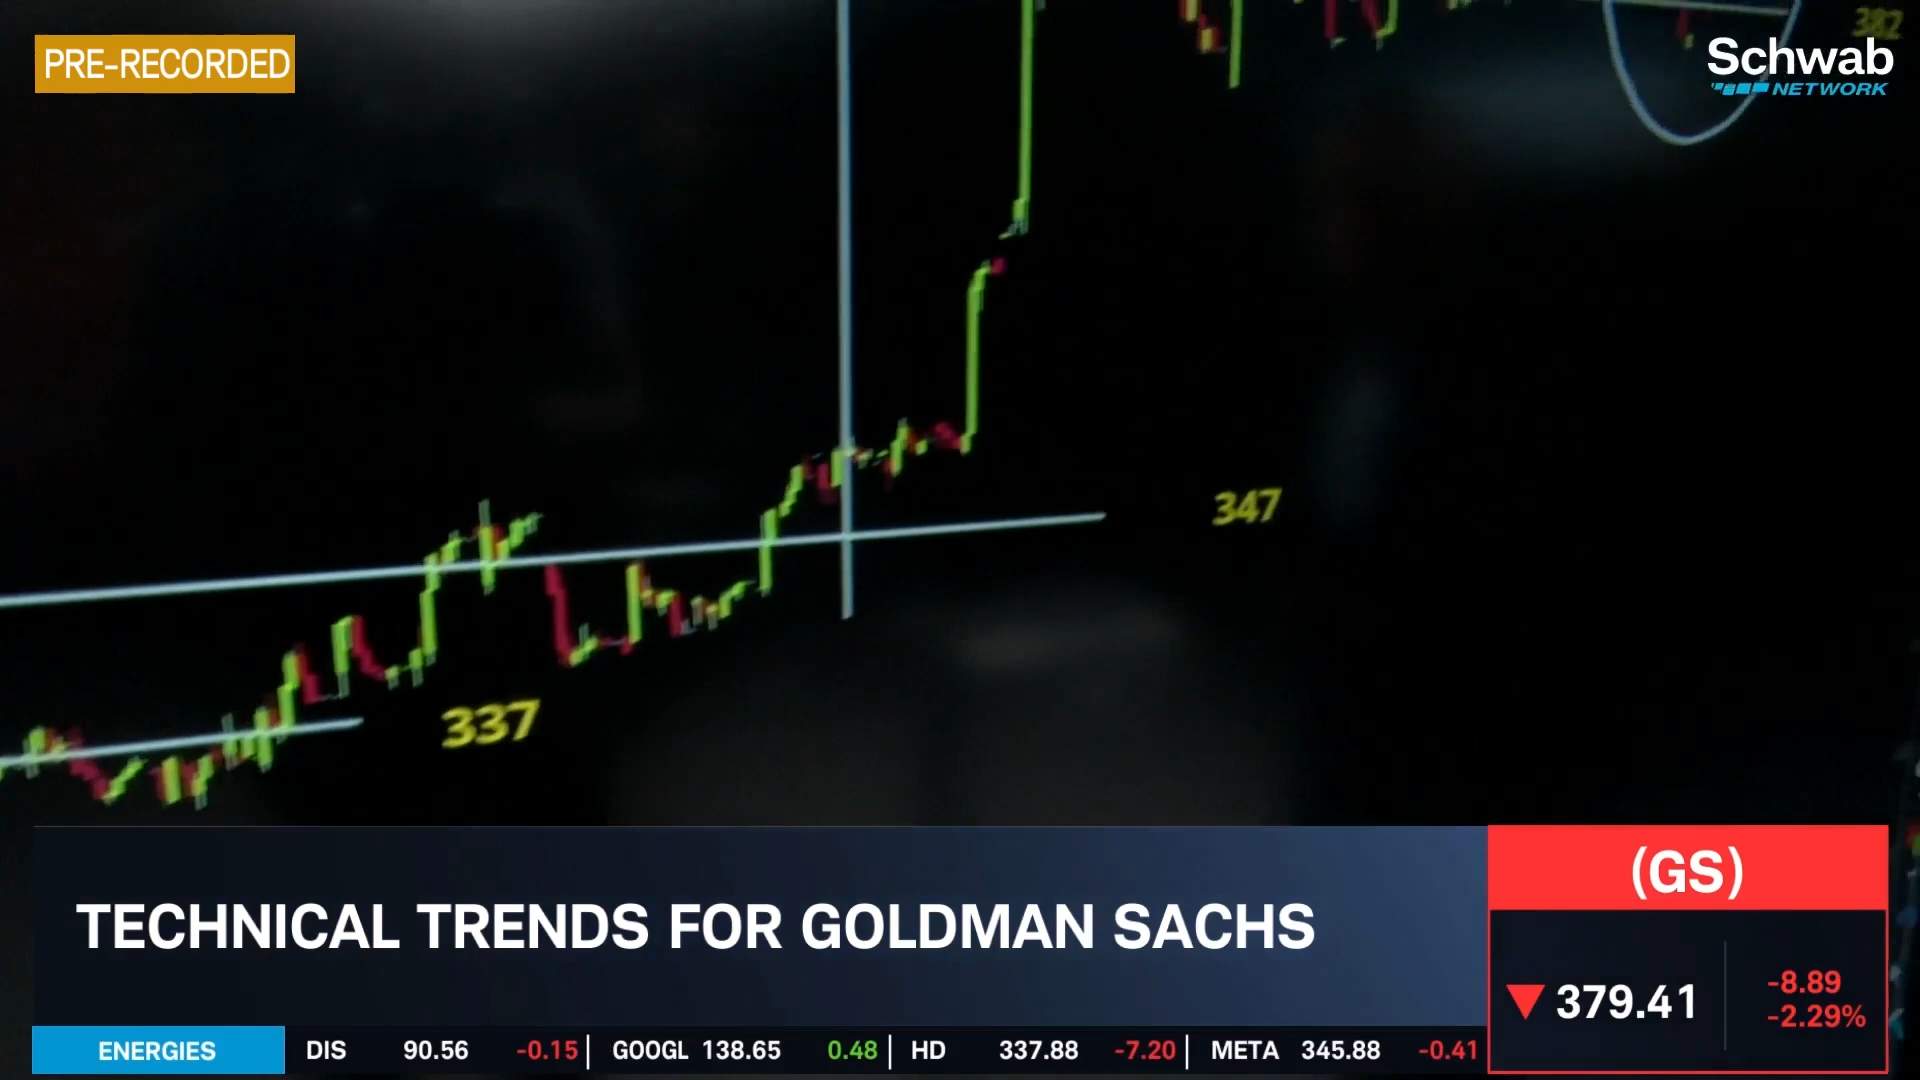 PRE-RECORDED
382
Schwab
NETWORK
347
337
TECHNICAL TRENDS FOR GOLDMAN SACHS
(GS)
▼ 379.41
-8.89
-2.29%
ENERGIES DIS 90.56 -0.15 | GOOGL 138.65 0.48 | HD 337.88 -7.20 | META 345.88 -0.41